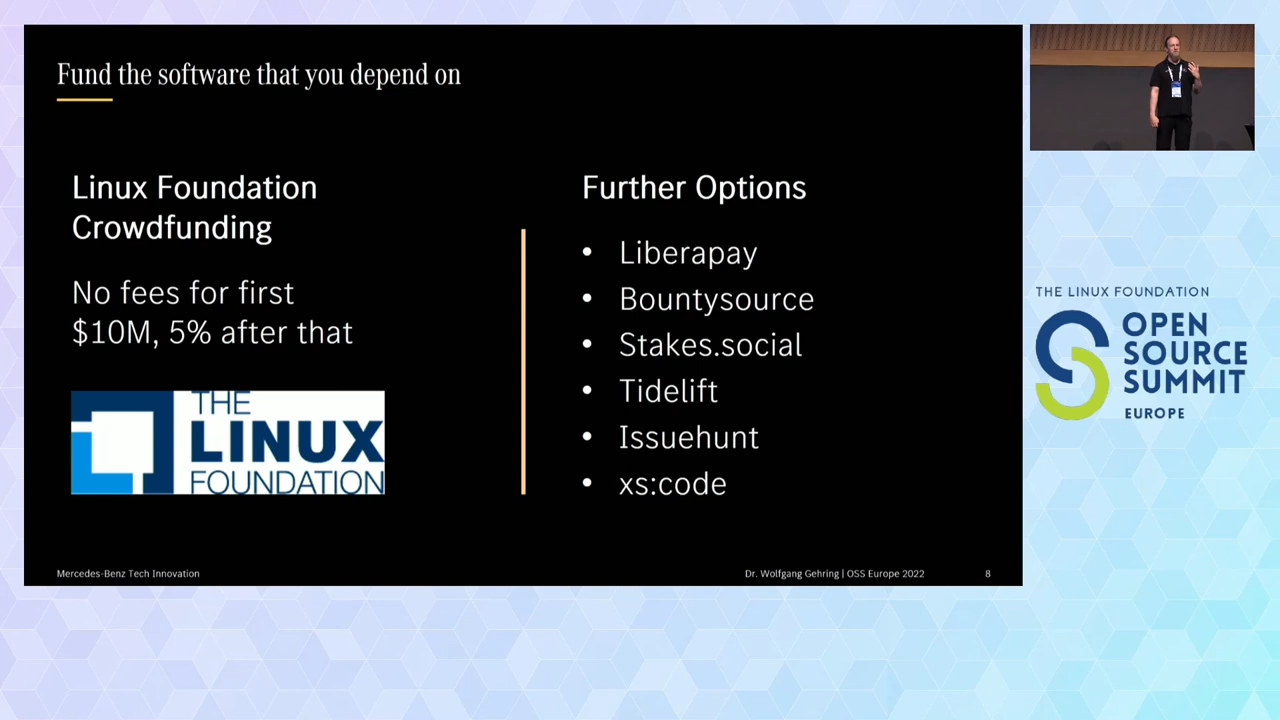 Fund the software that you depend on
Linux Foundation
Crowdfunding
No fees for first
$10M, 5% after that
THE
LINUX
FOUNDATION
Further Options
• Liberapay
• Bountysource
• Stakes.social
• Tidelift
• Issuehunt
• xs:code
Mercedes-Benz Tech Innovation
Dr. Wolfgang Gehring | OSS Europe 2022
8
THE LINUX FOUNDATION
OPEN
SOURCE
SUMMIT
EUROPE